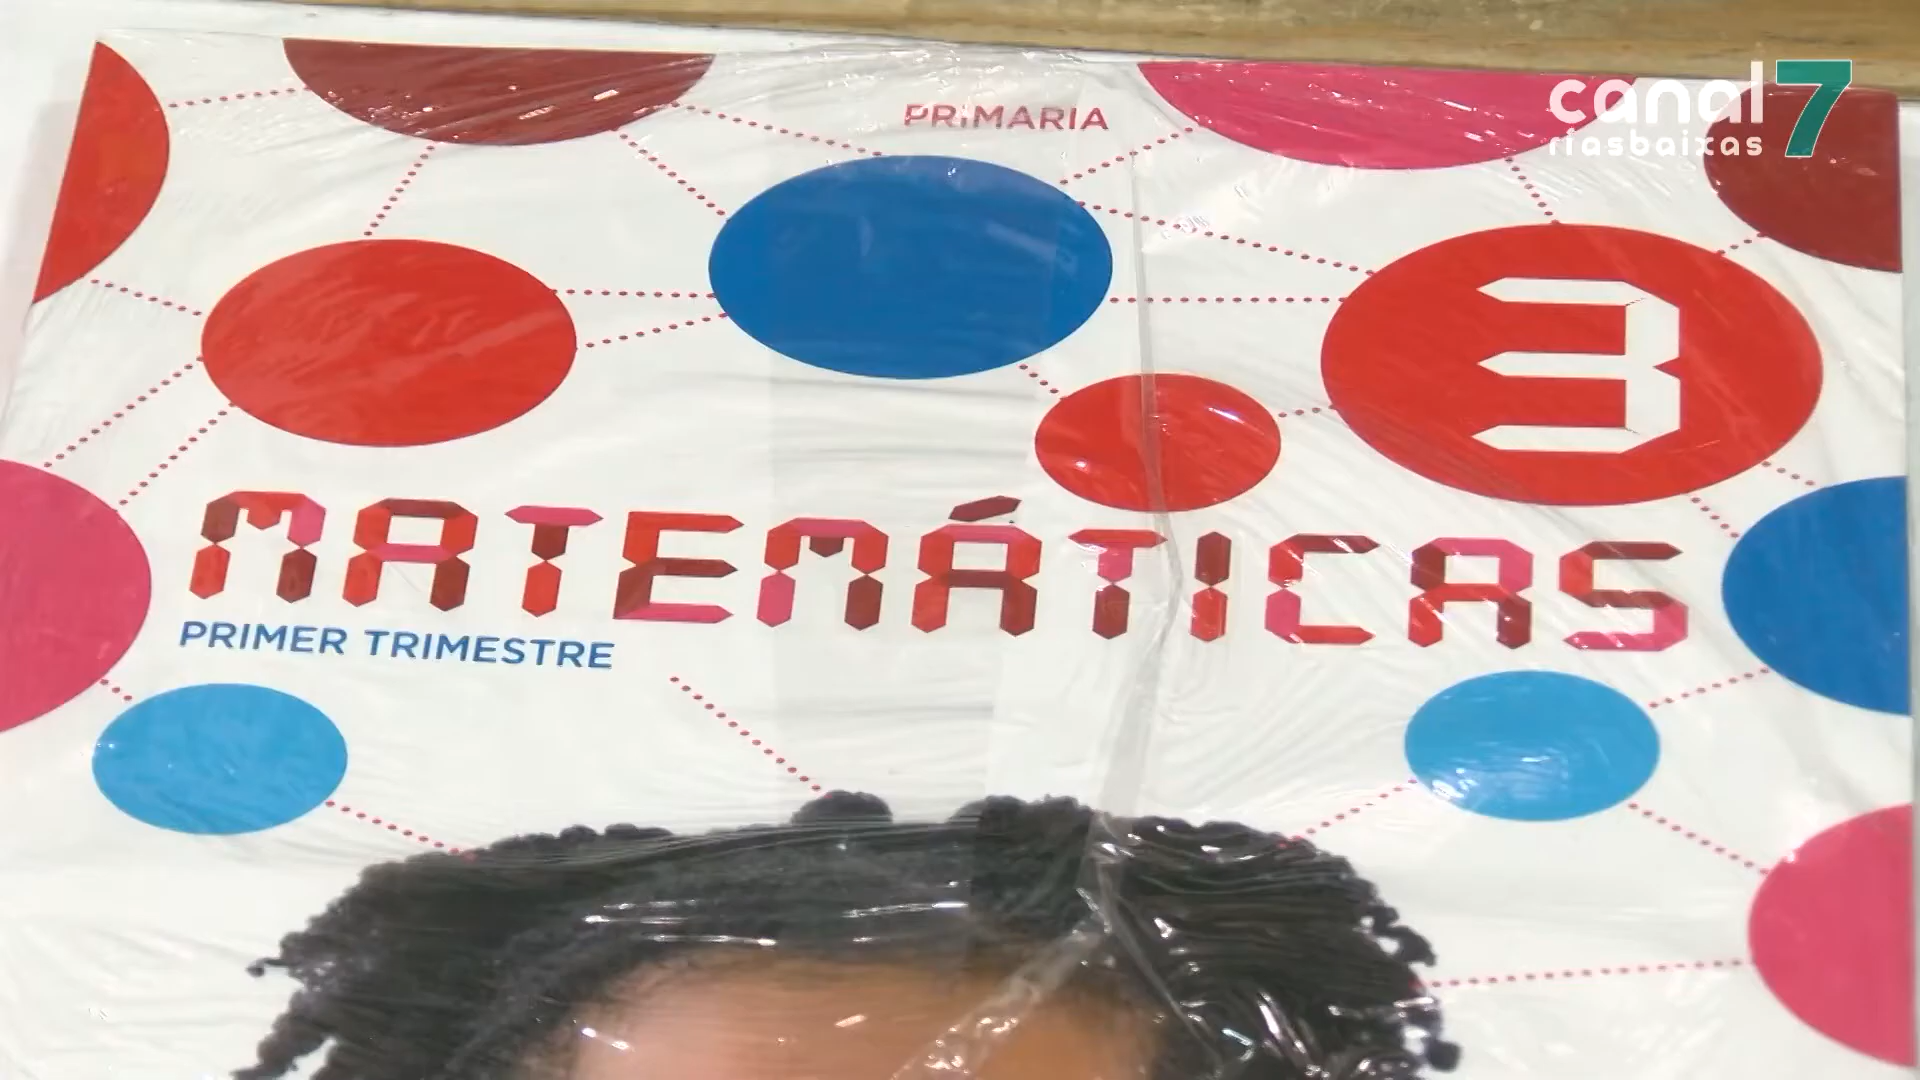 PRIMARIA
canal 7
riasbaixas
3
MATEMÁTICAS
PRIMER TRIMESTRE